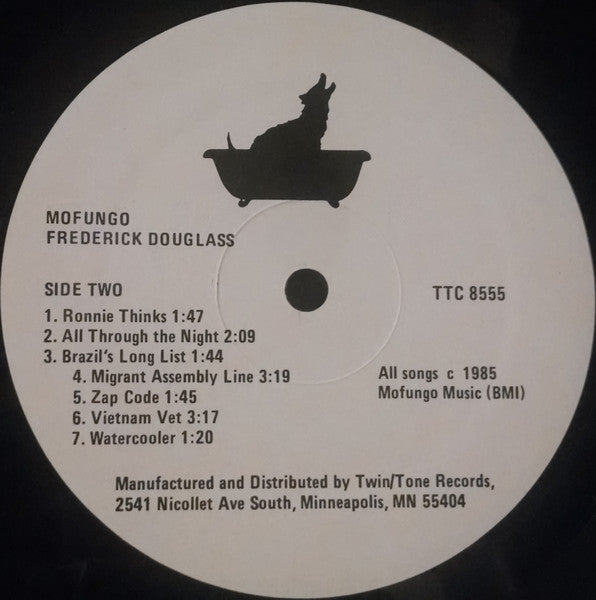 MOFUNGO
FREDERICK DOUGLASS
SIDE TWO
TTC 8555
1. Ronnie Thinks 1:47
2. All Through the Night 2:09
3. Brazil's Long List 1:44
4. Migrant Assembly Line 3:19
5. Zap Code 1:45
6. Vietnam Vet 3:17
7. Watercooler 1:20
All songs c 1985
Mofungo Music (BMI)
Manufactured and Distributed by Twin/Tone Records,
2541 Nicollet Ave South, Minneapolis, MN 55404